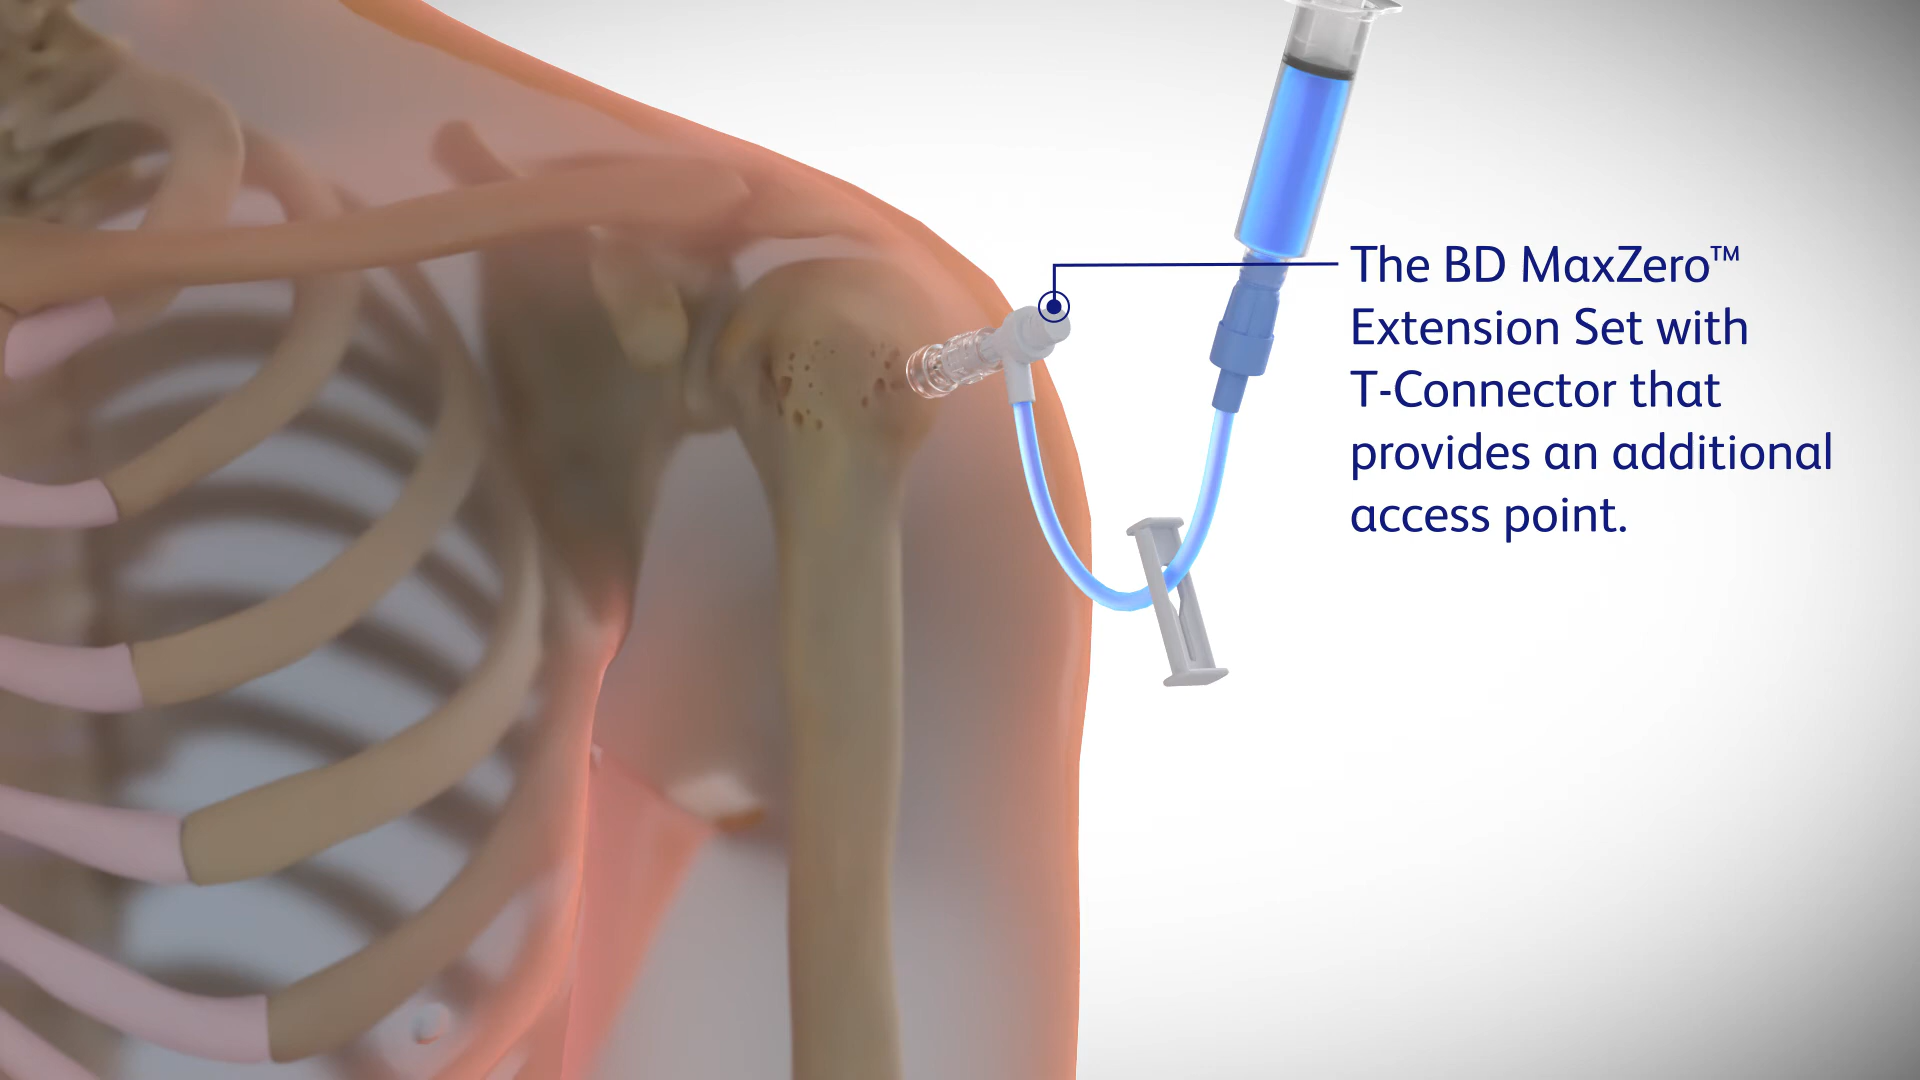 The BD MaxZero™
Extension Set with
T-Connector that
provides an additional
access point.